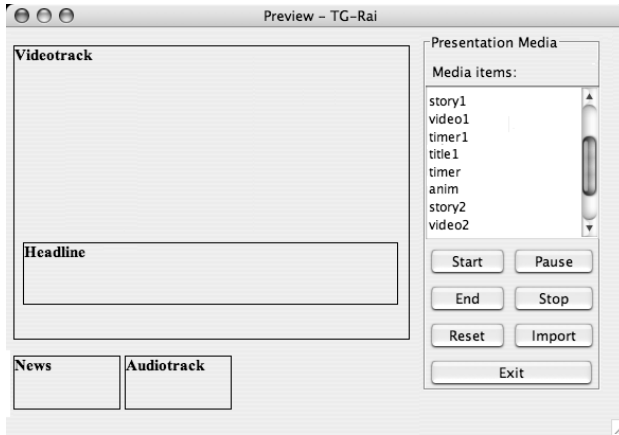 Preview – TG-Rai
Videotrack
Headline
News
Audiotrack
Presentation Media
Media items:
story1
video1
timer1
title1
timer
anim
story2
video2
Start
Pause
End
Stop
Reset
Import
Exit